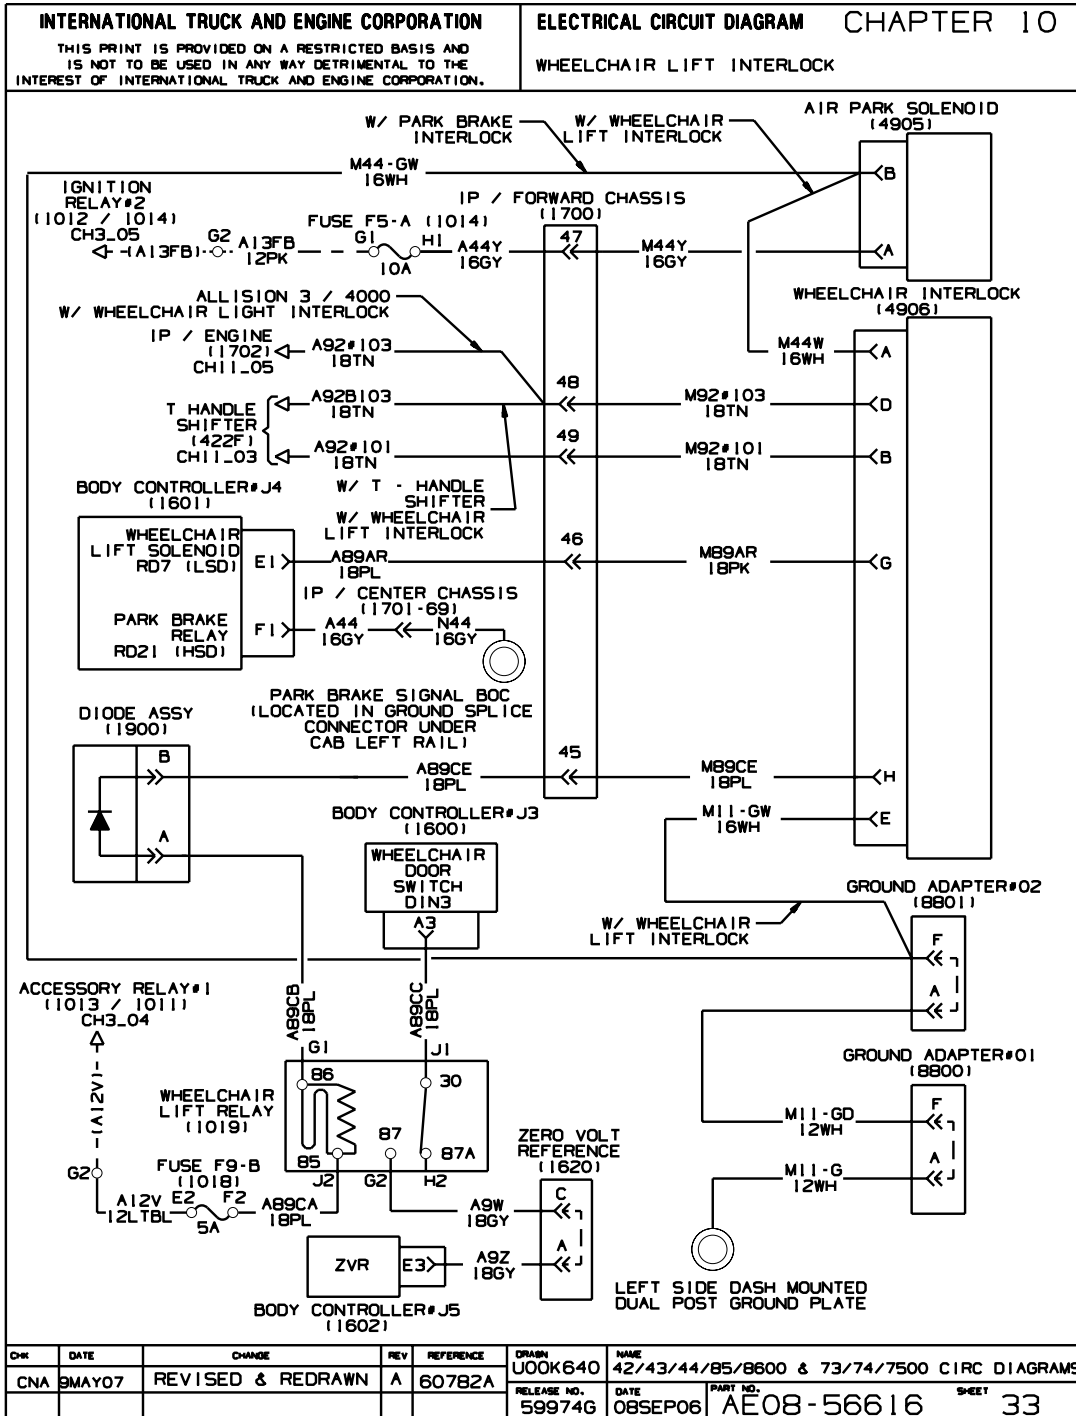 INTERNATIONAL TRUCK AND ENGINE CORPORATION
THIS PRINT IS PROVIDED ON A RESTRICTED BASIS AND
IS NOT TO BE USED IN ANY WAY DETRIMENTAL TO THE
INTEREST OF INTERNATIONAL TRUCK AND ENGINE CORPORATION.
ELECTRICAL CIRCUIT DIAGRAM CHAPTER 10
WHEELCHAIR LIFT INTERLOCK
AIR PARK SOLENOID
(4905)
W/ PARK BRAKE
INTERLOCK
W/ WHEELCHAIR
LIFT INTERLOCK
M44-GW
16WH
B
IGNITION
RELAY#2
(1012 / 1014)
CH3_05
IP / FORWARD CHASSIS
(1700)
FUSE F5-A (1014)
(A13FB)
G2
A13FB
12PK
G1
H1
10A
A44Y
16GY
47
M44Y
16GY
A
WHEELCHAIR INTERLOCK
(4906)
ALLISION 3 / 4000
W/ WHEELCHAIR LIGHT INTERLOCK
IP / ENGINE
(1702)
CH11_05
A92#103
18TN
M44W
16WH
A
T HANDLE
SHIFTER
(422F)
CH11_03
A92B103
18TN
48
M92#103
18TN
D
A92#101
18TN
49
M92#101
18TN
B
BODY CONTROLLER#J4
(1601)
W/ T - HANDLE
SHIFTER
W/ WHEELCHAIR
LIFT INTERLOCK
WHEELCHAIR
LIFT SOLENOID
RD7 (LSD)
E1
A89AR
18PL
46
M89AR
18PK
G
IP / CENTER CHASSIS
(1701-69)
PARK BRAKE
RELAY
RD21 (HSD)
F1
A44
16GY
N44
16GY
PARK BRAKE SIGNAL BOC
(LOCATED IN GROUND SPLICE
CONNECTOR UNDER
CAB LEFT RAIL)
DIODE ASSY
(1900)
B
A
A89CE
18PL
45
M89CE
18PL
H
M11-GW
16WH
E
BODY CONTROLLER#J3
(1600)
WHEELCHAIR
DOOR
SWITCH
DIN3
A3
GROUND ADAPTER#02
(8801)
W/ WHEELCHAIR
LIFT INTERLOCK
F
A
ACCESSORY RELAY#1
(1013 / 1011)
CH3_04
A89CB
18PL
A89CC
18PL
G1
J1
GROUND ADAPTER#01
(8800)
(A12V)
WHEELCHAIR
LIFT RELAY
(1019)
86
30
87
85
87A
J2
G2
H2
M11-GD
12WH
F
M11-G
12WH
A
ZERO VOLT
REFERENCE
(1620)
G2
FUSE F9-B
(1018)
A12V
12LTBL
E2
F2
5A
A89CA
18PL
A9W
18GY
C
ZVR
E3
A9Z
18GY
A
BODY CONTROLLER#J5
(1602)
LEFT SIDE DASH MOUNTED
DUAL POST GROUND PLATE
CHK DATE CHANGE REV REFERENCE
CNA 9MAY07 REVISED & REDRAWN A 60782A
DRAWN
U00K640
NAME
42/43/44/85/8600 & 73/74/7500 CIRC DIAGRAMS
RELEASE NO.
59974G
DATE
08SEP06
PART NO.
AE08-56616
SHEET
33